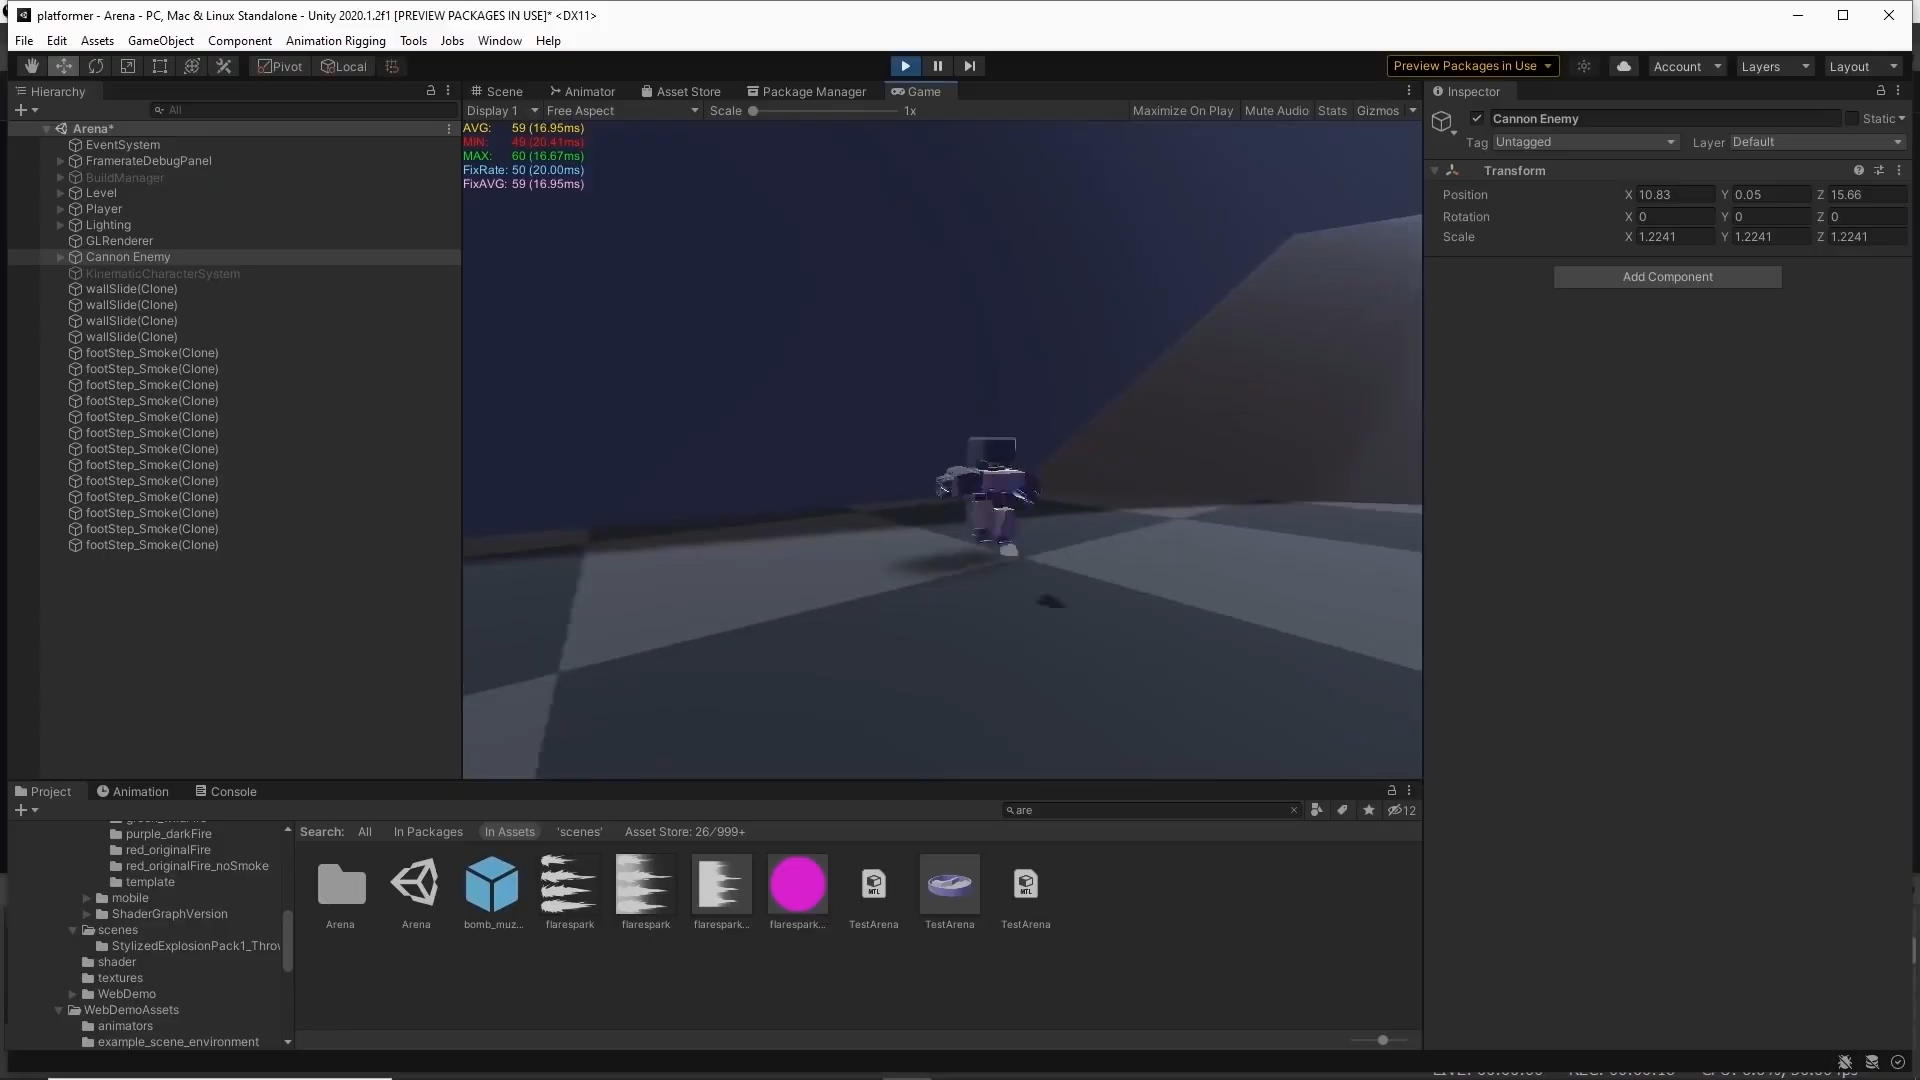 platformer - Arena - PC, Mac & Linux Standalone - Unity 2020.1.2f1 [PREVIEW PACKAGES IN USE]* <DX11>
File Edit Assets GameObject Component Animation Rigging Tools Jobs Window Help
Pivot Local Preview Packages in Use Account Layers Layout
Hierarchy Scene Animator Asset Store Package Manager Game Inspector
All Display 1 Free Aspect Scale 1x Maximize On Play Mute Audio Stats Gizmos
Cannon Enemy Static
Tag Untagged Layer Default
Transform
Position X 10.83 Y 0.05 Z 15.66
Rotation X 0 Y 0 Z 0
Scale X 1.2241 Y 1.2241 Z 1.2241
Add Component
AVG: 59 (16.95ms)
MIN: 49 (20.41ms)
MAX: 60 (16.67ms)
FixRate: 50 (20.00ms)
FixAVG: 59 (16.95ms)
Arena*
EventSystem
FramerateDebugPanel
BuildManager
Level
Player
Lighting
GLRenderer
Cannon Enemy
KinematicCharacterSystem
wallSlide(Clone)
wallSlide(Clone)
wallSlide(Clone)
wallSlide(Clone)
footStep_Smoke(Clone)
footStep_Smoke(Clone)
footStep_Smoke(Clone)
footStep_Smoke(Clone)
footStep_Smoke(Clone)
footStep_Smoke(Clone)
footStep_Smoke(Clone)
footStep_Smoke(Clone)
footStep_Smoke(Clone)
footStep_Smoke(Clone)
footStep_Smoke(Clone)
footStep_Smoke(Clone)
footStep_Smoke(Clone)
Project Animation Console
are 12
Search: All In Packages In Assets 'scenes' Asset Store: 26/999+
purple_darkFire
red_originalFire
red_originalFire_noSmoke
template
mobile
ShaderGraphVersion
scenes
StylizedExplosionPack1_Throw
shader
textures
WebDemo
WebDemoAssets
animators
example_scene_environment
Arena Arena bomb_muz... flarespark flarespark flarespark... flarespark... TestArena TestArena TestArena